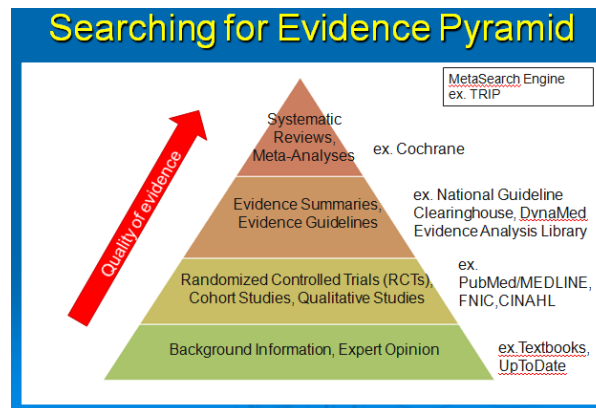 Searching for Evidence Pyramid
MetaSearch Engine
ex. TRIP
Quality of evidence
Systematic
Reviews,
Meta-Analyses
ex. Cochrane
Evidence Summaries,
Evidence Guidelines
ex. National Guideline
Clearinghouse, DynaMed
Evidence Analysis Library
Randomized Controlled Trials (RCTs),
Cohort Studies, Qualitative Studies
ex.
PubMed/MEDLINE,
FNIC,CINAHL
Background Information, Expert Opinion
ex.Textbooks,
UpToDate